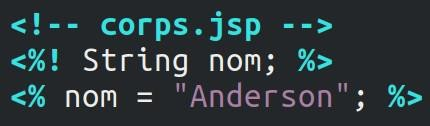 <!-- corps.jsp -->
<%! String nom; %>
<% nom = "Anderson"; %>